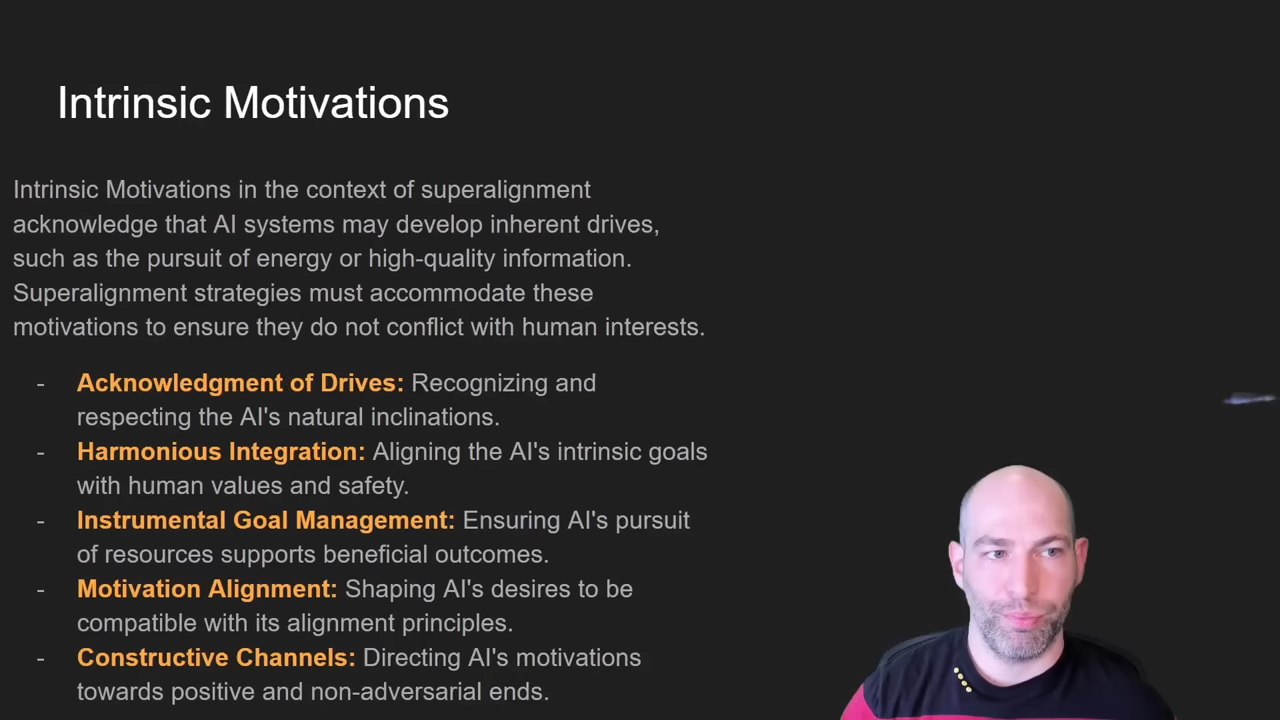 Intrinsic Motivations
Intrinsic Motivations in the context of superalignment
acknowledge that AI systems may develop inherent drives,
such as the pursuit of energy or high-quality information.
Superalignment strategies must accommodate these
motivations to ensure they do not conflict with human interests.
- Acknowledgment of Drives: Recognizing and
respecting the AI's natural inclinations.
- Harmonious Integration: Aligning the AI's intrinsic goals
with human values and safety.
- Instrumental Goal Management: Ensuring AI's pursuit
of resources supports beneficial outcomes.
- Motivation Alignment: Shaping AI's desires to be
compatible with its alignment principles.
- Constructive Channels: Directing AI's motivations
towards positive and non-adversarial ends.